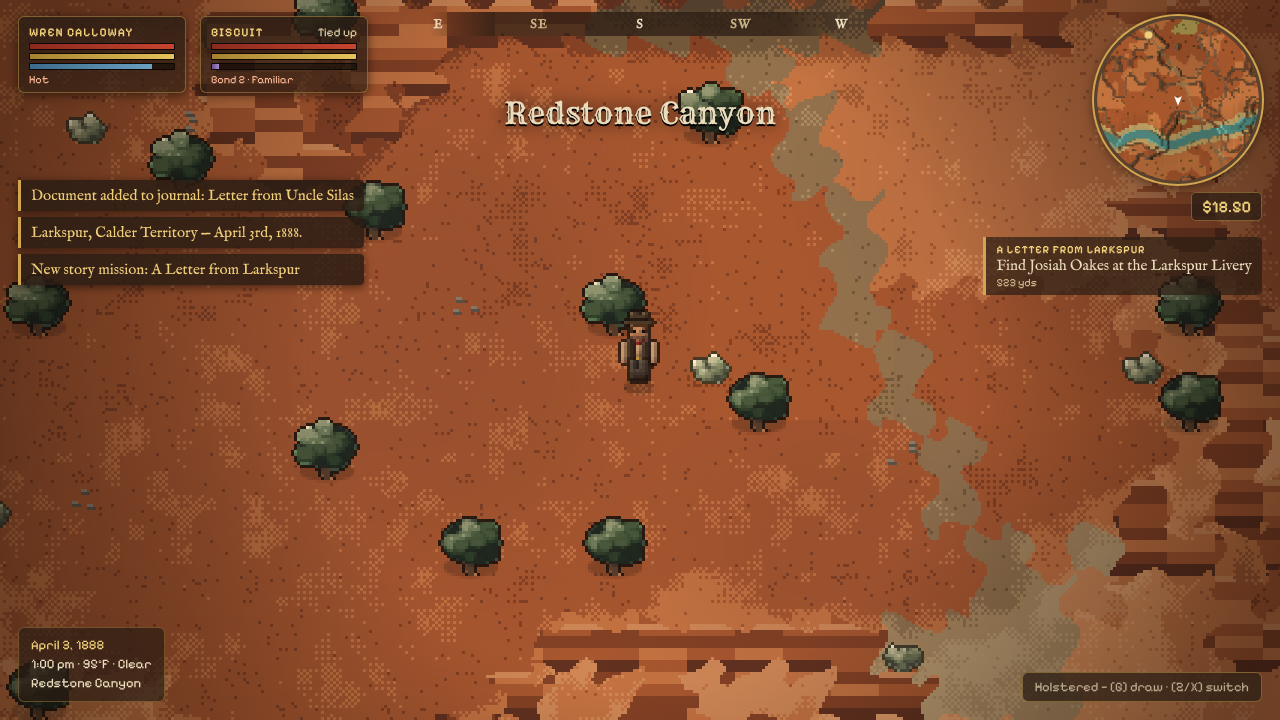 E SE S SW W
WREN CALLOWAY
Hot
BISCUIT Tied up
Bond 2 · Familiar
Redstone Canyon
$18.80
Document added to journal: Letter from Uncle Silas
Larkspur, Calder Territory – April 3rd, 1888.
New story mission: A Letter from Larkspur
A LETTER FROM LARKSPUR
Find Josiah Oakes at the Larkspur Livery
823 yds
April 3, 1888
1:00 pm · 98°F · Clear
Redstone Canyon
Holstered - (G) draw · (Z/X) switch